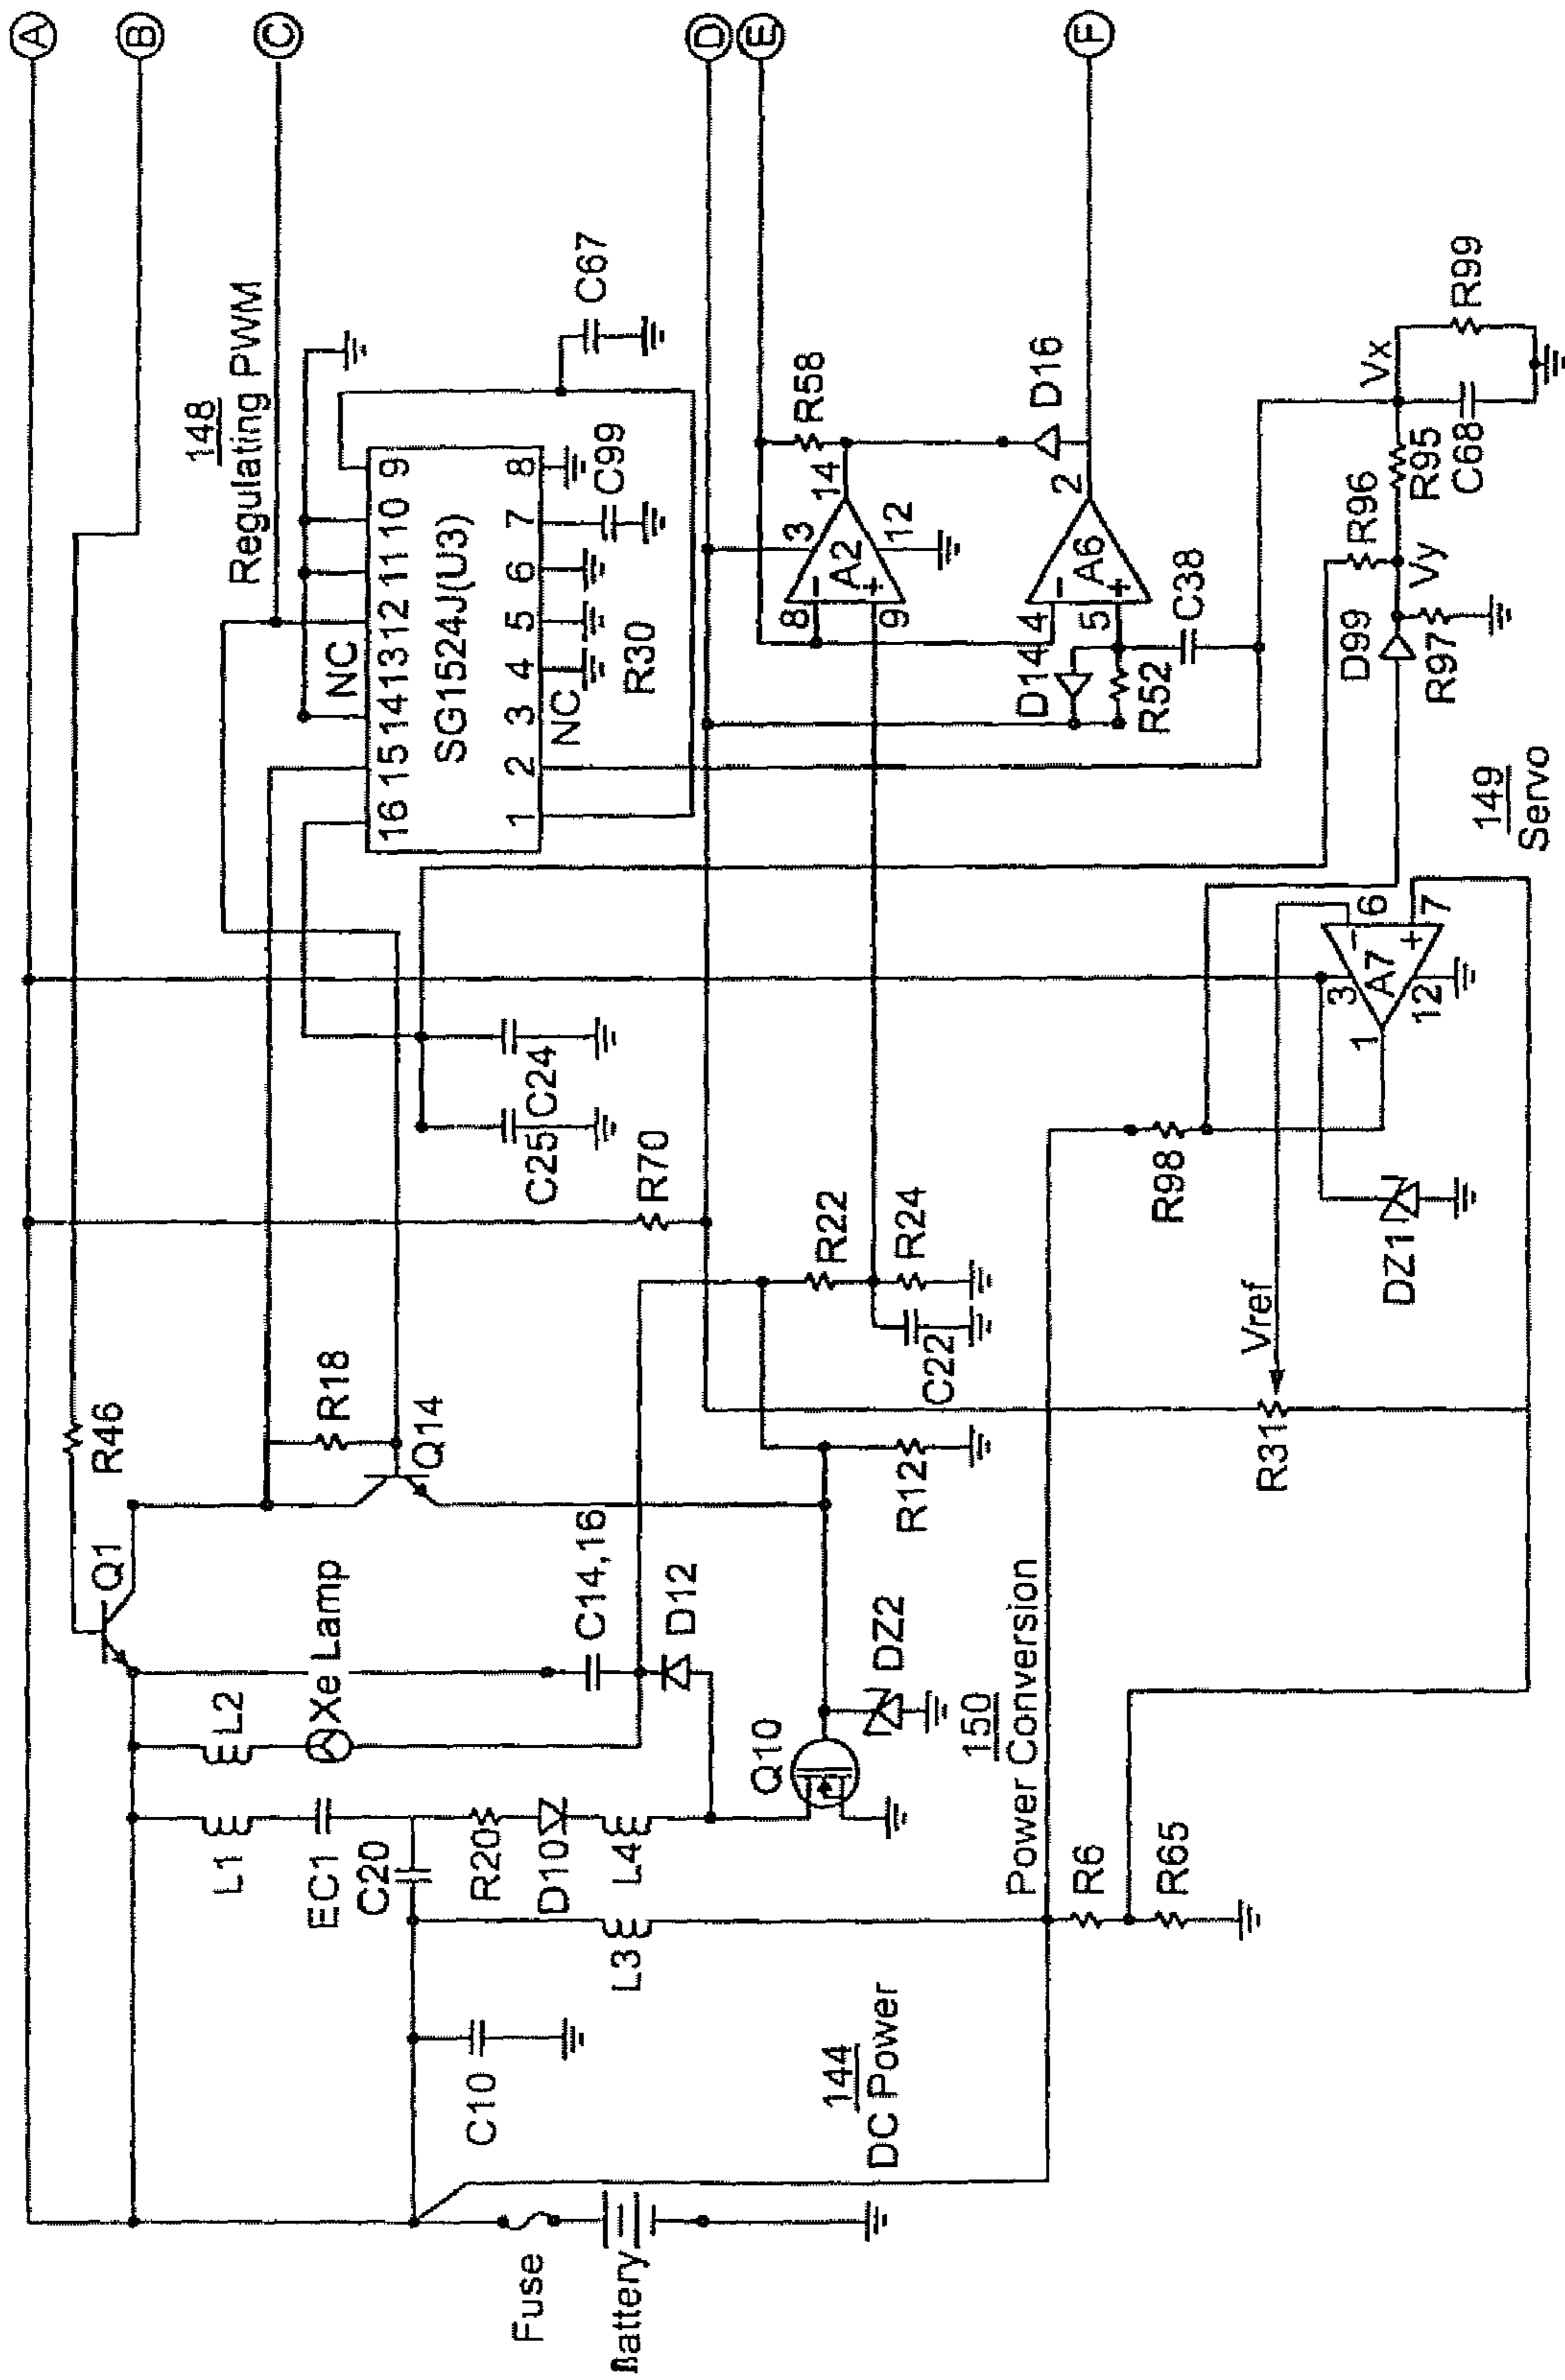 A
B
C
D
E
F
148
Regulating PWM
R46
Q1
R18
Q14
L2
Xe Lamp
L1
EC1
C20
C14,16
D12
R20
D10
L4
L3
C10
Q10
DZ2
R12
R22
R24
C22
R70
C25
C24
NC
16 15 14 13 12 11 10 9
SG1524J(U3)
1 2 3 4 5 6 7 8
NC
R30
C99
C67
R58
3
8
A2
14
9
12
D16
4
A6
2
5
D14
R52
C38
D99
R96
R95
R97
Vy
Vx
C68
R99
144
DC Power
150
Power Conversion
R6
R65
R98
1
3
A7
6
7
12
DZ1
Vref
R31
149
Servo
Fuse
Battery